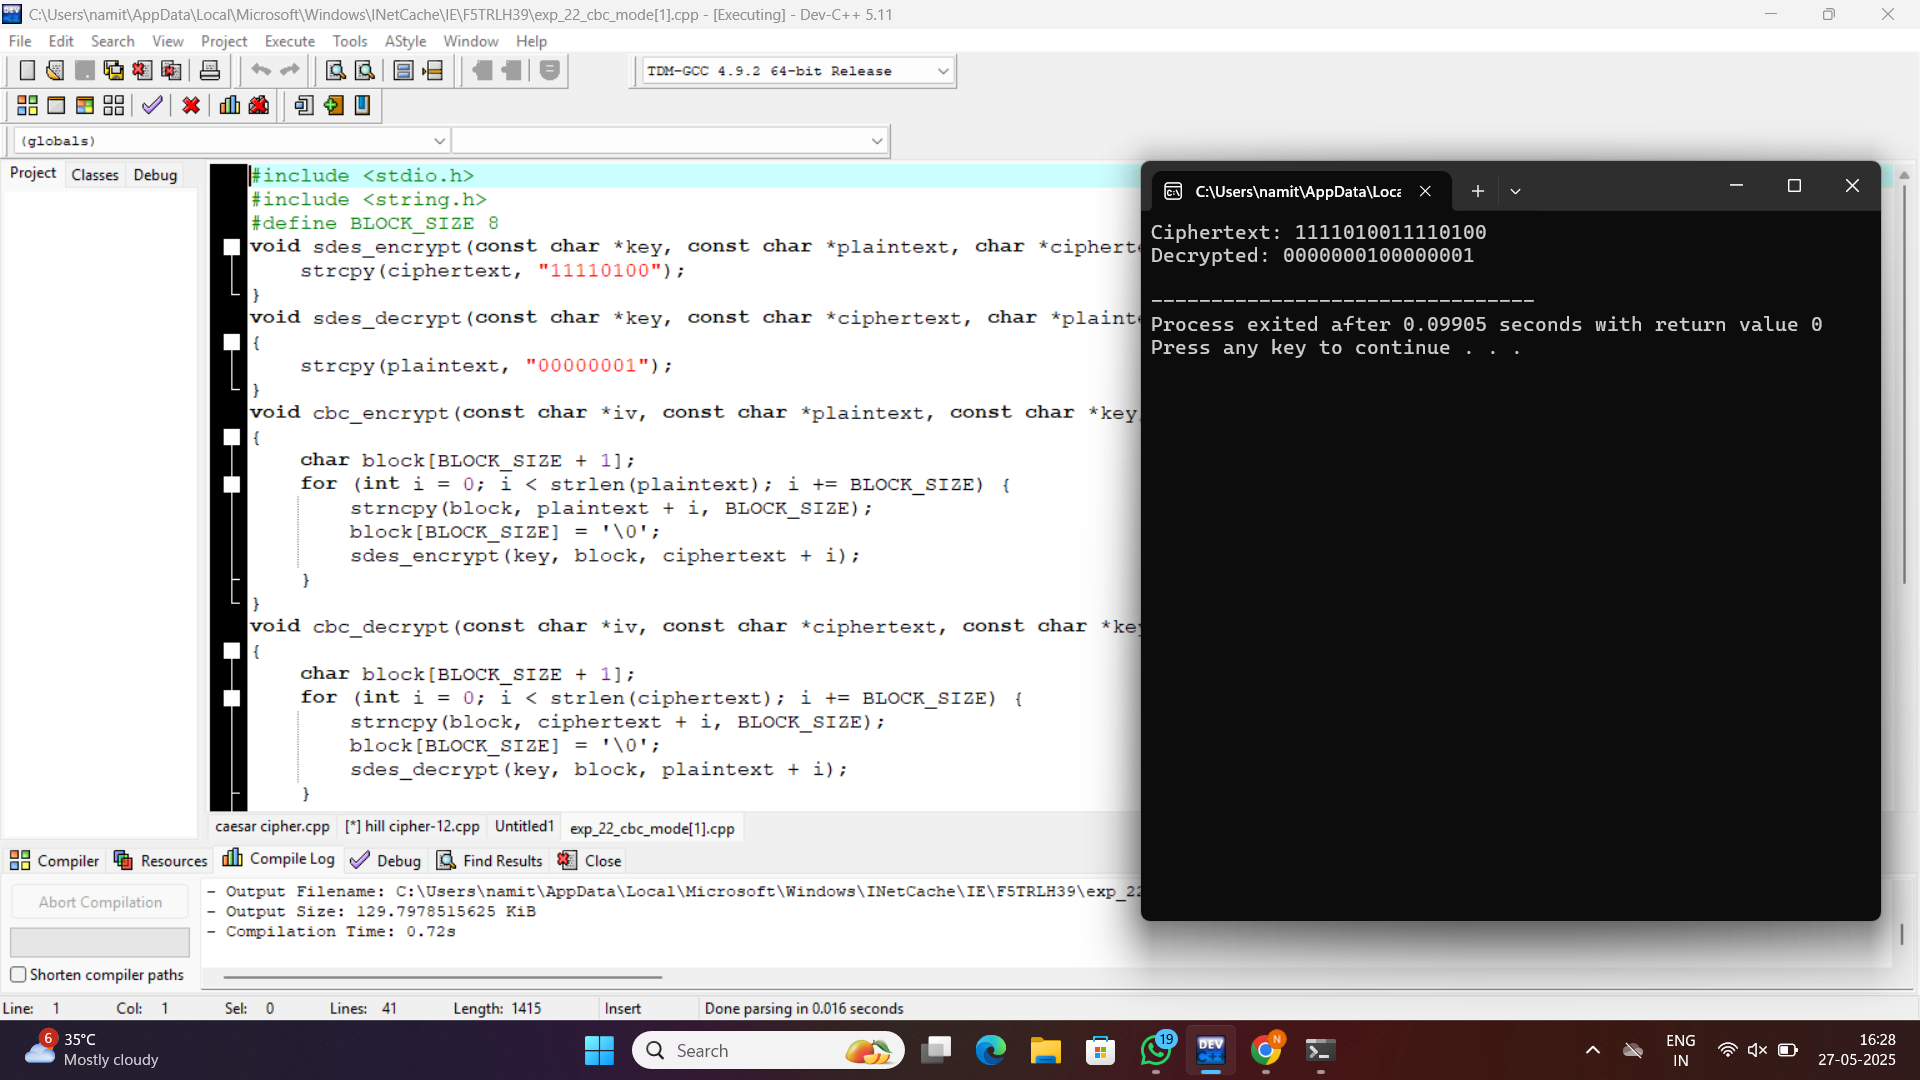 C:\Users\namit\AppData\Local\Microsoft\Windows\INetCache\IE\F5TRLH39\exp_22_cbc_mode[1].cpp - [Executing] - Dev-C++ 5.11
File Edit Search View Project Execute Tools AStyle Window Help
TDM-GCC 4.9.2 64-bit Release
(globals)
Project Classes Debug
#include <stdio.h>
#include <string.h>
#define BLOCK_SIZE 8
void sdes_encrypt(const char *key, const char *plaintext, char *cipherte
    strcpy(ciphertext, "11110100");
}
void sdes_decrypt(const char *key, const char *ciphertext, char *plainte
{
    strcpy(plaintext, "00000001");
}
void cbc_encrypt(const char *iv, const char *plaintext, const char *key,
{
    char block[BLOCK_SIZE + 1];
    for (int i = 0; i < strlen(plaintext); i += BLOCK_SIZE) {
        strncpy(block, plaintext + i, BLOCK_SIZE);
        block[BLOCK_SIZE] = '\0';
        sdes_encrypt(key, block, ciphertext + i);
    }
}
void cbc_decrypt(const char *iv, const char *ciphertext, const char *key
{
    char block[BLOCK_SIZE + 1];
    for (int i = 0; i < strlen(ciphertext); i += BLOCK_SIZE) {
        strncpy(block, ciphertext + i, BLOCK_SIZE);
        block[BLOCK_SIZE] = '\0';
        sdes_decrypt(key, block, plaintext + i);
    }
C:\Users\namit\AppData\Loca
Ciphertext: 1111010011110100
Decrypted: 0000000100000001
--------------------------------
Process exited after 0.09905 seconds with return value 0
Press any key to continue . . .
caesar cipher.cpp [*] hill cipher-12.cpp Untitled1 exp_22_cbc_mode[1].cpp
Compiler Resources Compile Log Debug Find Results Close
Abort Compilation
Shorten compiler paths
- Output Filename: C:\Users\namit\AppData\Local\Microsoft\Windows\INetCache\IE\F5TRLH39\exp_22
- Output Size: 129.7978515625 KiB
- Compilation Time: 0.72s
Line: 1 Col: 1 Sel: 0 Lines: 41 Length: 1415 Insert Done parsing in 0.016 seconds
6
35°C
Mostly cloudy
Search
19
DEV
N
ENG
IN
16:28
27-05-2025